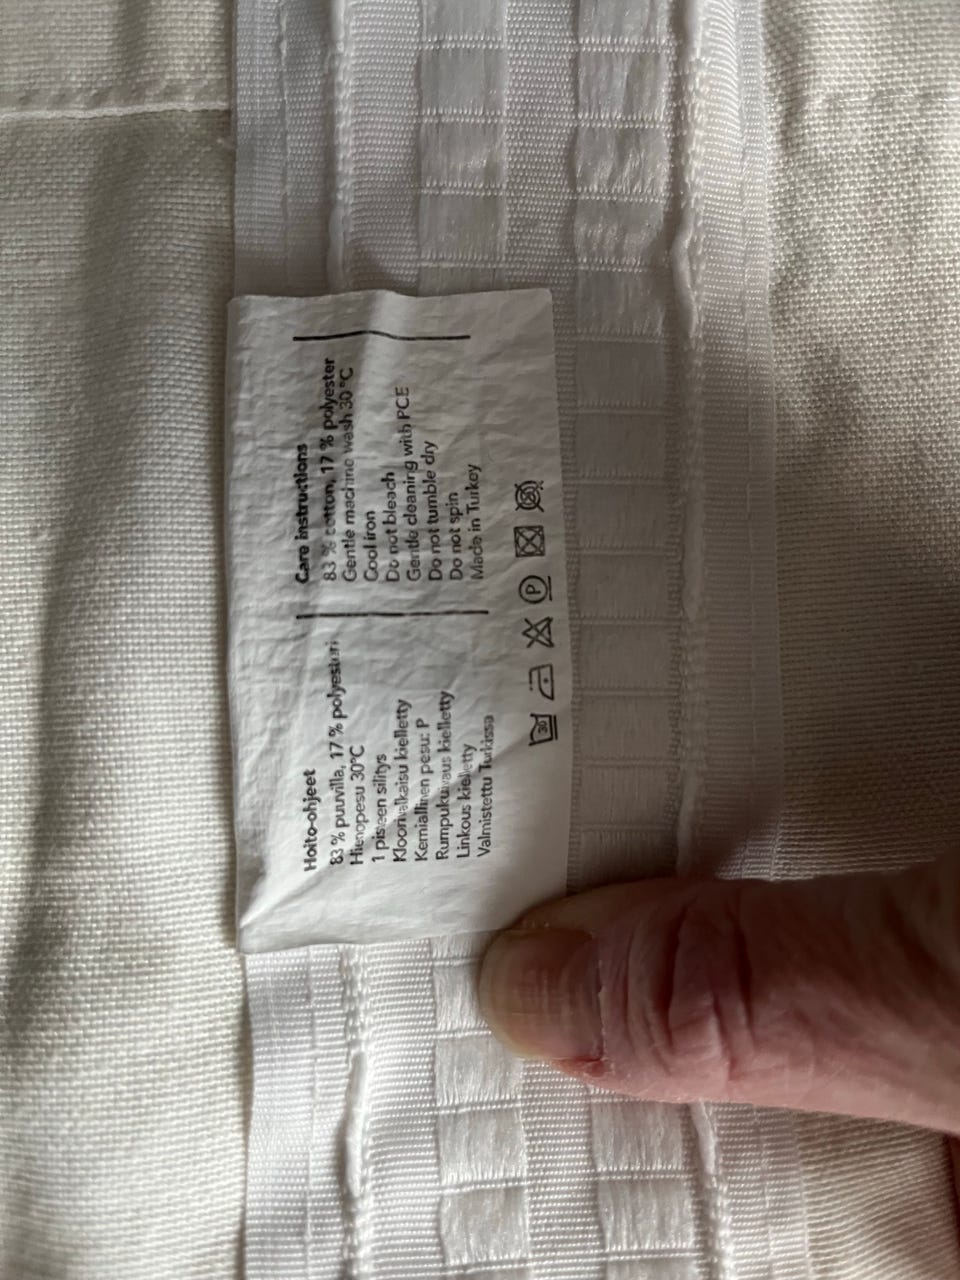 Hoito-ohjeet
83 % puuvilla, 17 % polyesteri
Hienopesu 30°C
1 pisteen silitys
Kloorivalkaisu kielletty
Kemiallinen pesu: P
Rumpukuivaus kielletty
Linkous kielletty
Valmistettu Turkissa
Care instructions
83 % cotton, 17 % polyester
Gentle machine wash 30 °C
Cool iron
Do not bleach
Gentle cleaning with PCE
Do not tumble dry
Do not spin
Made in Turkey
30
P